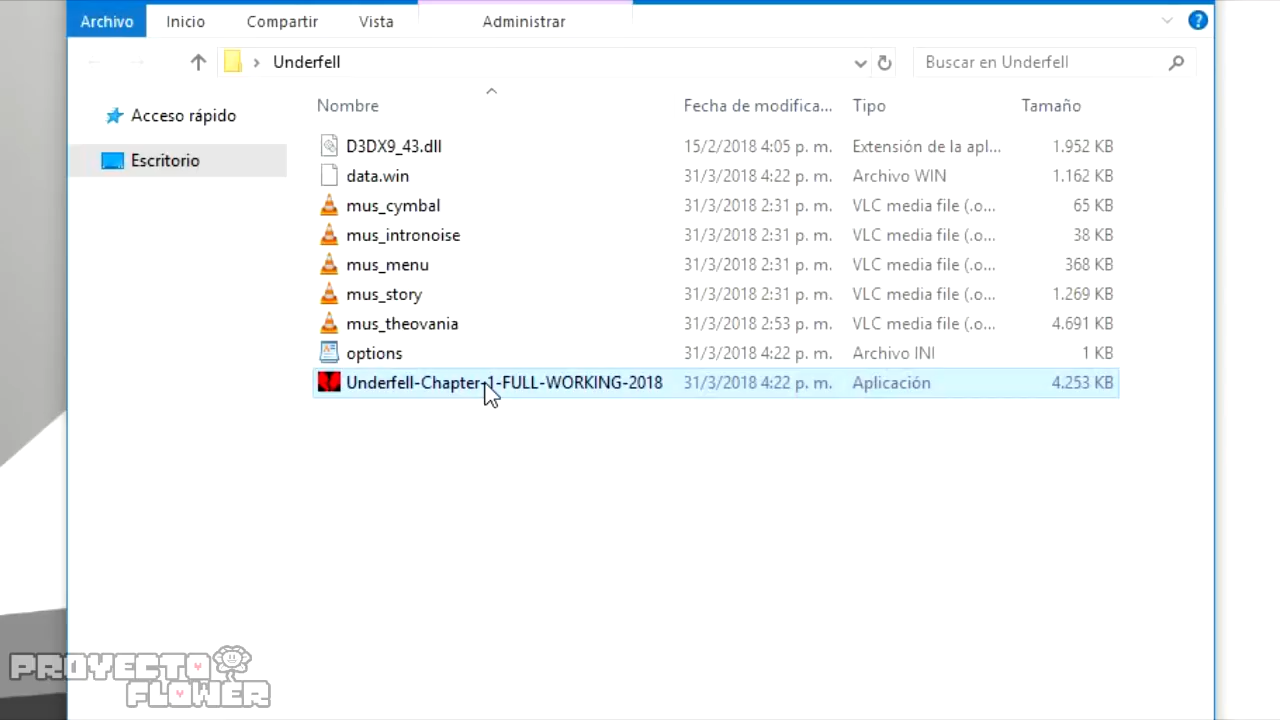 Archivo Inicio Compartir Vista Administrar
Underfell Buscar en Underfell
Nombre Fecha de modifica... Tipo Tamaño
Acceso rápido
Escritorio
D3DX9_43.dll 15/2/2018 4:05 p. m. Extensión de la apl... 1.952 KB
data.win 31/3/2018 4:22 p. m. Archivo WIN 1.162 KB
mus_cymbal 31/3/2018 2:31 p. m. VLC media file (.o... 65 KB
mus_intronoise 31/3/2018 2:31 p. m. VLC media file (.o... 38 KB
mus_menu 31/3/2018 2:31 p. m. VLC media file (.o... 368 KB
mus_story 31/3/2018 2:31 p. m. VLC media file (.o... 1.269 KB
mus_theovania 31/3/2018 2:53 p. m. VLC media file (.o... 4.691 KB
options 31/3/2018 4:22 p. m. Archivo INI 1 KB
Underfell-Chapter-1-FULL-WORKING-2018 31/3/2018 4:22 p. m. Aplicación 4.253 KB
PROYECTO
FLOWER